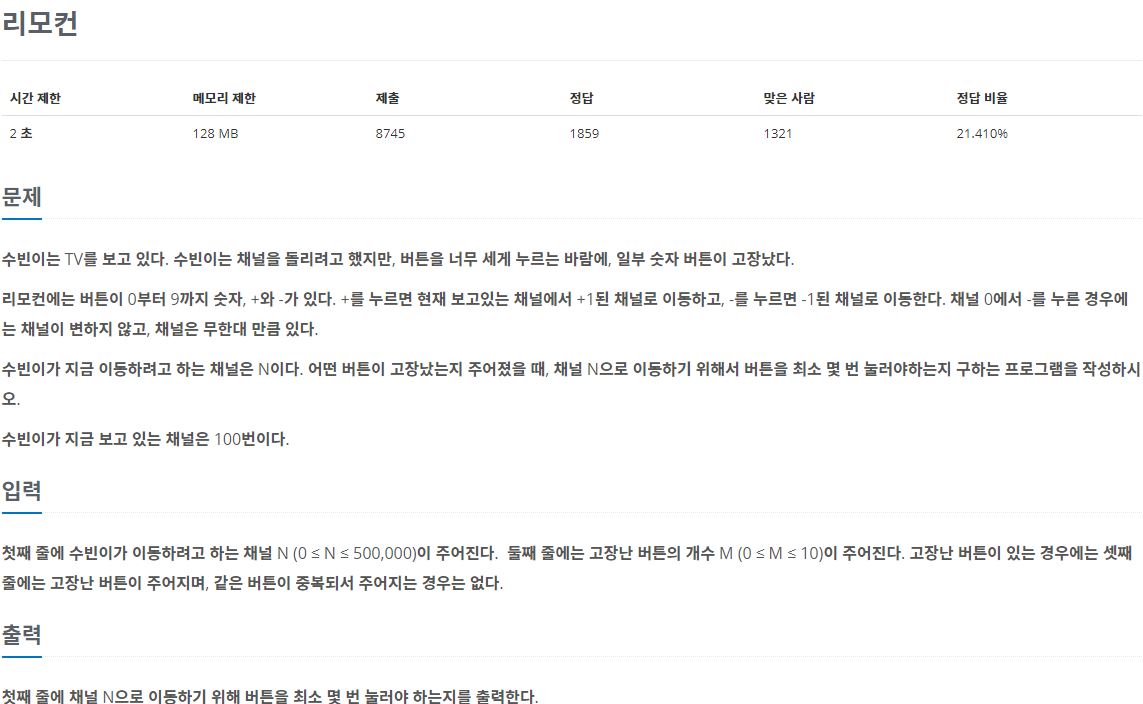 리모컨
시간 제한 메모리 제한 제출 정답 맞은 사람 정답 비율
2 초 128 MB 8745 1859 1321 21.410%
문제
수빈이는 TV를 보고 있다. 수빈이는 채널을 돌리려고 했지만, 버튼을 너무 세게 누르는 바람에, 일부 숫자 버튼이 고장났다.
리모컨에는 버튼이 0부터 9까지 숫자, +와 -가 있다. +를 누르면 현재 보고있는 채널에서 +1된 채널로 이동하고, -를 누르면 -1된 채널로 이동한다. 채널 0에서 -를 누른 경우에
는 채널이 변하지 않고, 채널은 무한대 만큼 있다.
수빈이가 지금 이동하려고 하는 채널은 N이다. 어떤 버튼이 고장났는지 주어졌을 때, 채널 N으로 이동하기 위해서 버튼을 최소 몇 번 눌러야하는지 구하는 프로그램을 작성하시
오.
수빈이가 지금 보고 있는 채널은 100번이다.
입력
첫째 줄에 수빈이가 이동하려고 하는 채널 N (0 ≤ N ≤ 500,000)이 주어진다. 둘째 줄에는 고장난 버튼의 개수 M (0 ≤ M ≤ 10)이 주어진다. 고장난 버튼이 있는 경우에는 셋째
줄에는 고장난 버튼이 주어지며, 같은 버튼이 중복되서 주어지는 경우는 없다.
출력
첫째 줄에 채널 N으로 이동하기 위해 버튼을 최소 몇 번 눌러야 하는지를 출력한다.